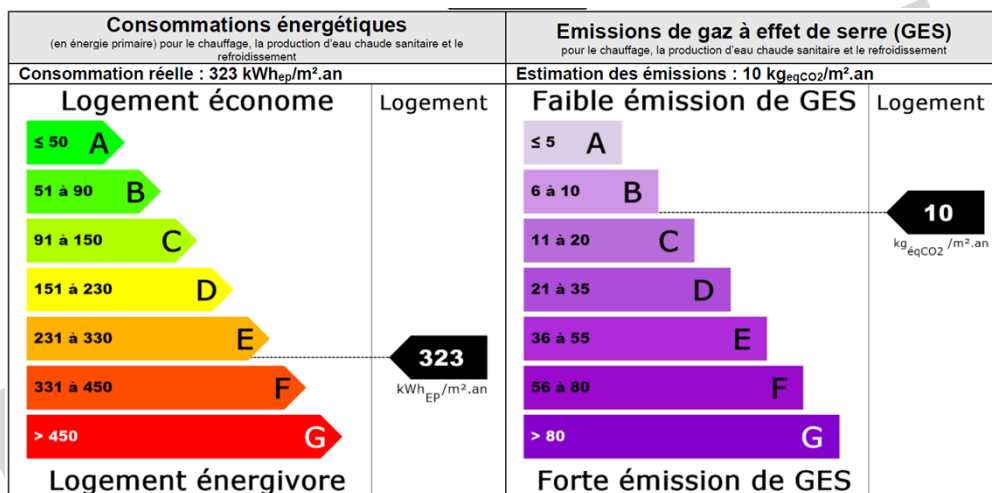 Consommations énergétiques
(en énergie primaire) pour le chauffage, la production d'eau chaude sanitaire et le
refroidissement
Consommation réelle : 323 kWhep/m².an
Logement économe
Logement
≤ 50 A
51 à 90 B
91 à 150 C
151 à 230 D
231 à 330 E
323
kWhEP/m².an
331 à 450 F
> 450 G
Logement énergivore
Emissions de gaz à effet de serre (GES)
pour le chauffage, la production d'eau chaude sanitaire et le refroidissement
Estimation des émissions : 10 kgeqCO2/m².an
Faible émission de GES
Logement
≤ 5 A
6 à 10 B
10
kgéqCO2/m².an
11 à 20 C
21 à 35 D
36 à 55 E
56 à 80 F
> 80 G
Forte émission de GES